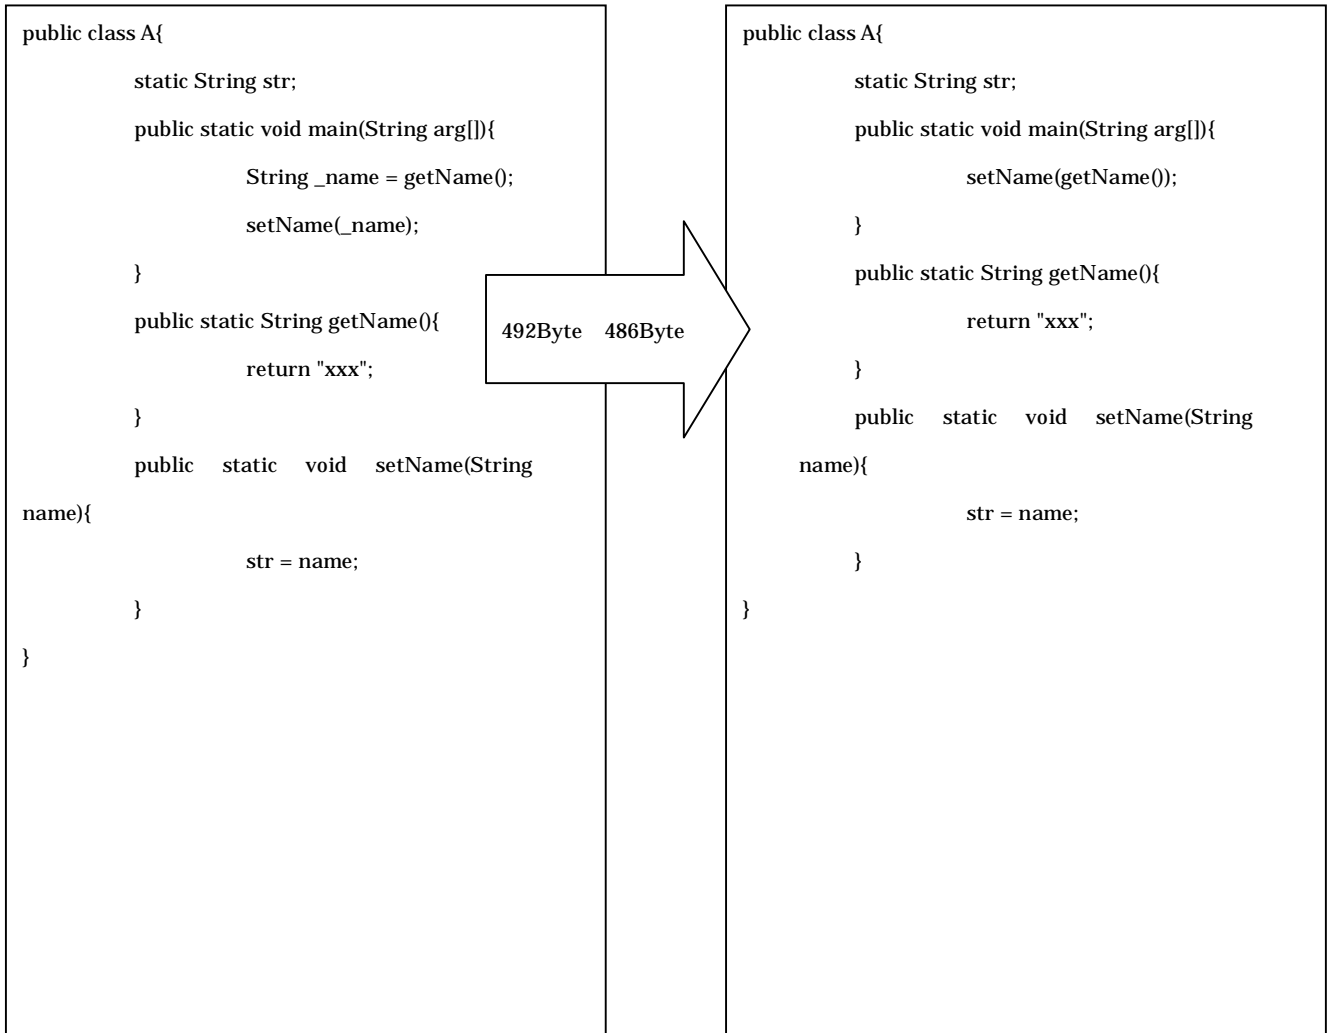 public class A{
static String str;
public static void main(String arg[]){
String _name = getName();
setName(_name);
}
public static String getName(){
return "xxx";
}
public static void setName(String
name){
str = name;
}
}
492Byte 486Byte
public class A{
static String str;
public static void main(String arg[]){
setName(getName());
}
public static String getName(){
return "xxx";
}
public static void setName(String
name){
str = name;
}
}